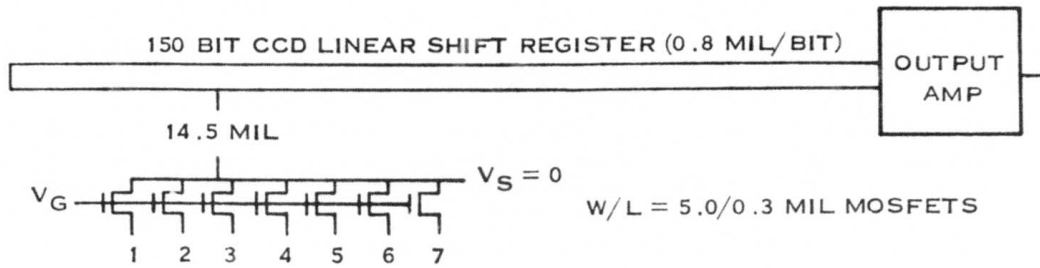 150 BIT CCD LINEAR SHIFT REGISTER (0.8 MIL/BIT)
OUTPUT
AMP
14.5 MIL
V_S = 0
V_G
W/L = 5.0/0.3 MIL MOSFETS
1 2 3 4 5 6 7